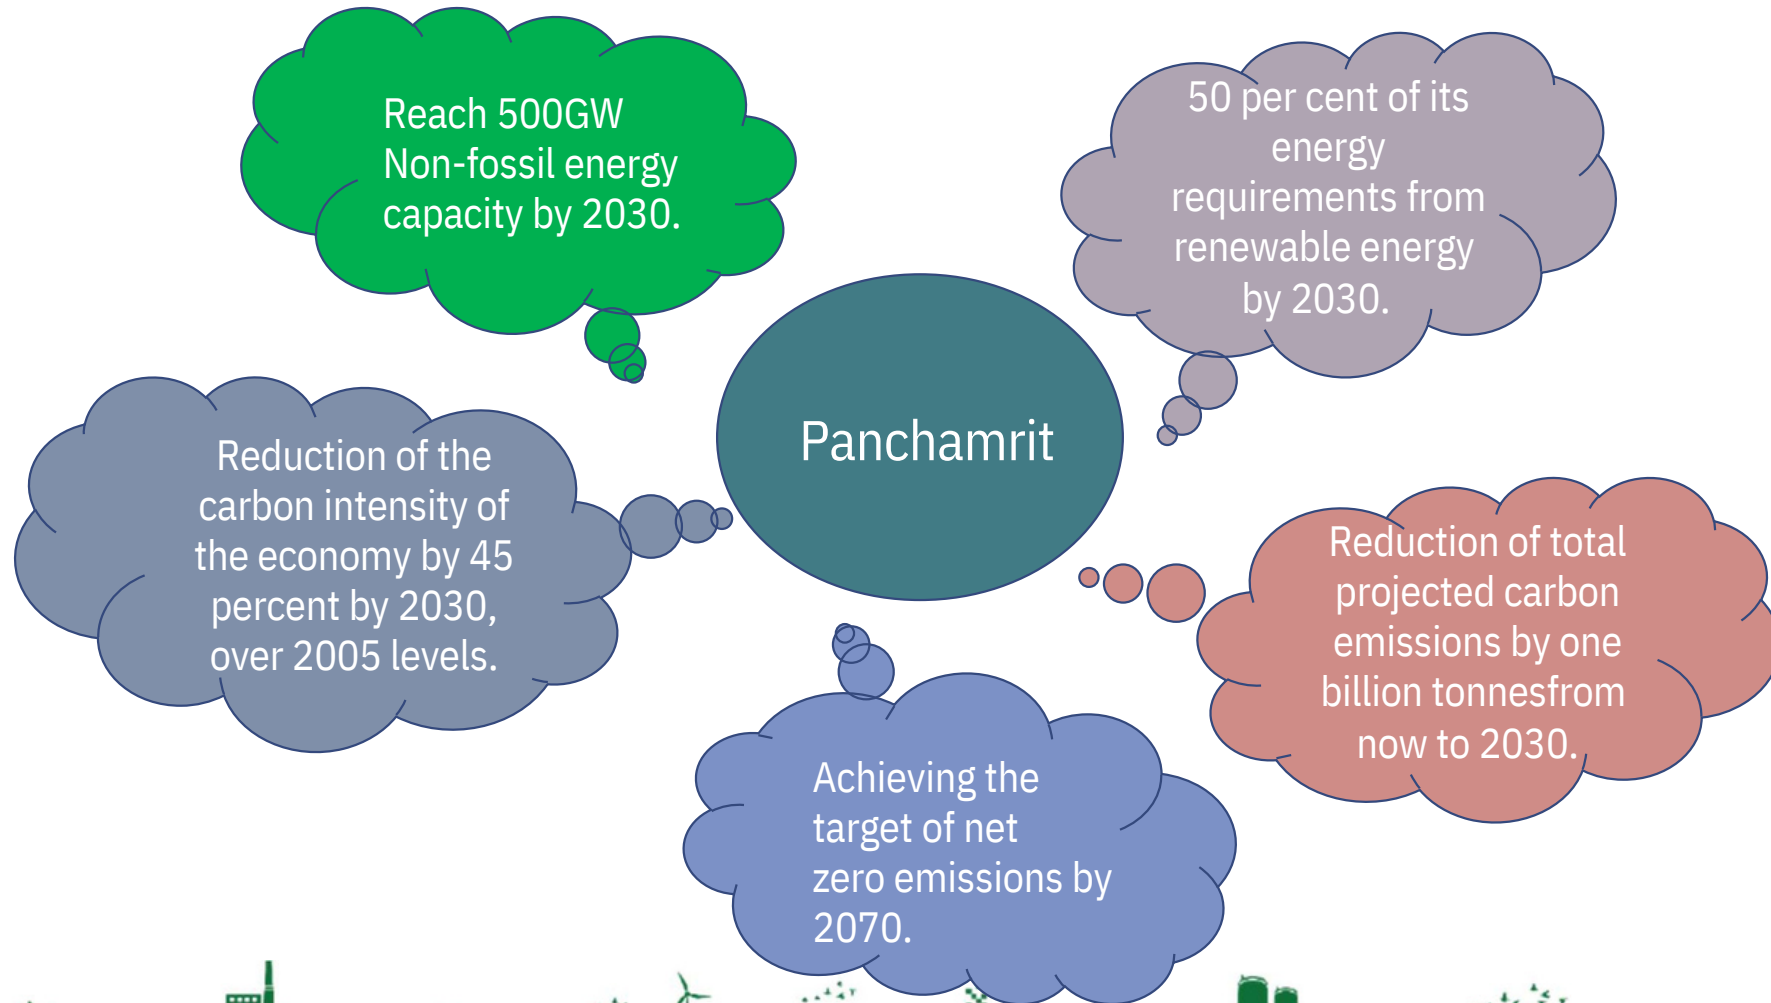 Reach 500GW
Non-fossil energy
capacity by 2030.
50 per cent of its
energy
requirements from
renewable energy
by 2030.
Panchamrit
Reduction of the
carbon intensity of
the economy by 45
percent by 2030,
over 2005 levels.
Reduction of total
projected carbon
emissions by one
billion tonnesfrom
now to 2030.
Achieving the
target of net
zero emissions by
2070.